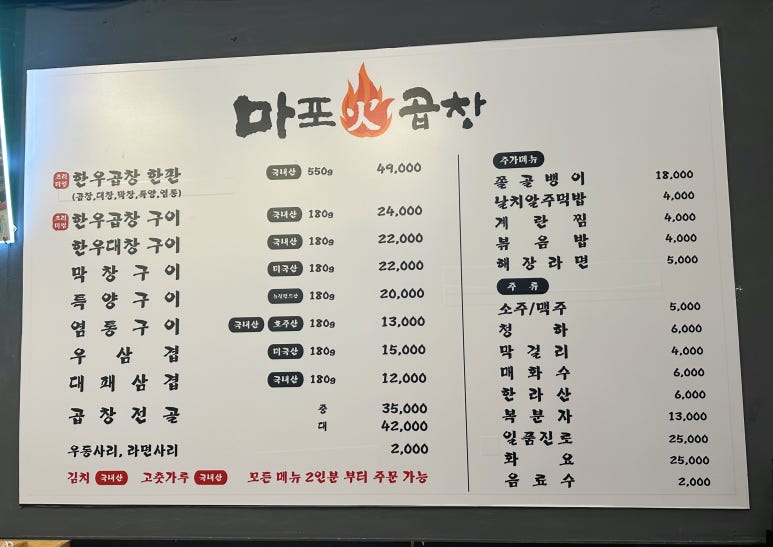 마포火곱창
프리미엄 한우곱창 한판 국내산 550g 49,000
(곱창,대창,막창,특양,염통)
프리미엄 한우곱창 구이 국내산 180g 24,000
한우대창 구이 국내산 180g 22,000
막창구이 미국산 180g 22,000
특양구이 뉴질랜드산 180g 20,000
염통구이 국내산 호주산 180g 13,000
우삼겹 미국산 180g 15,000
대패삼겹 국내산 180g 12,000
곱창전골 중 35,000
대 42,000
우동사리, 라면사리 2,000
김치 국내산 고춧가루 국내산 모든 메뉴 2인분 부터 주문 가능
추가메뉴
쫄골뱅이 18,000
날치알주먹밥 4,000
계란찜 4,000
볶음밥 4,000
해장라면 5,000
주류
소주/맥주 5,000
청하 6,000
막걸리 4,000
매화수 6,000
한라산 6,000
복분자 13,000
일품진로 25,000
화요 25,000
음료수 2,000